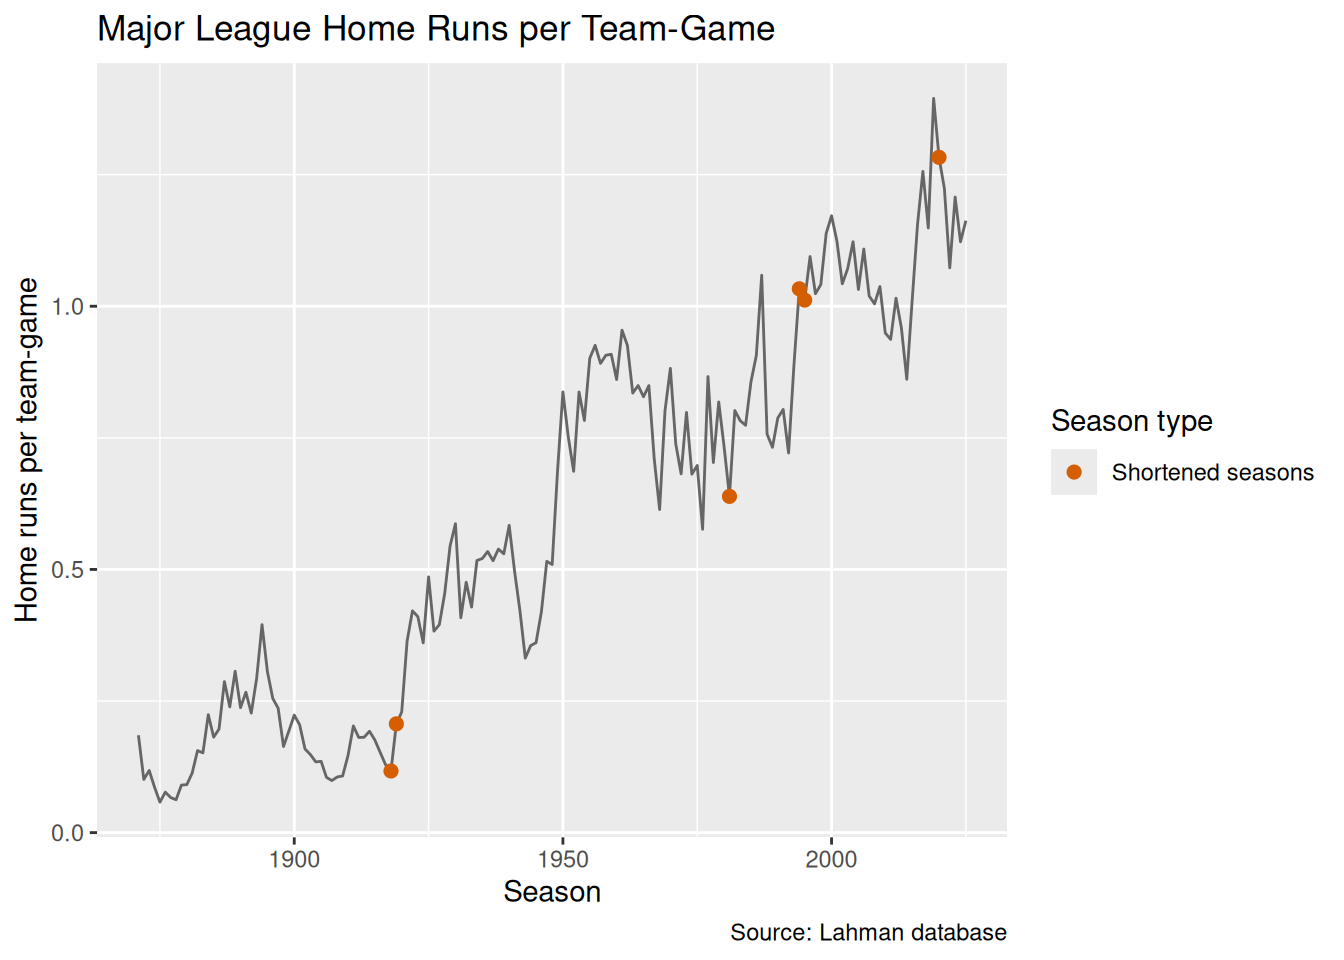 Major League Home Runs per Team-Game
Home runs per team-game
1.0
0.5
0.0
1900
1950
2000
Season
Season type
Shortened seasons
Source: Lahman database